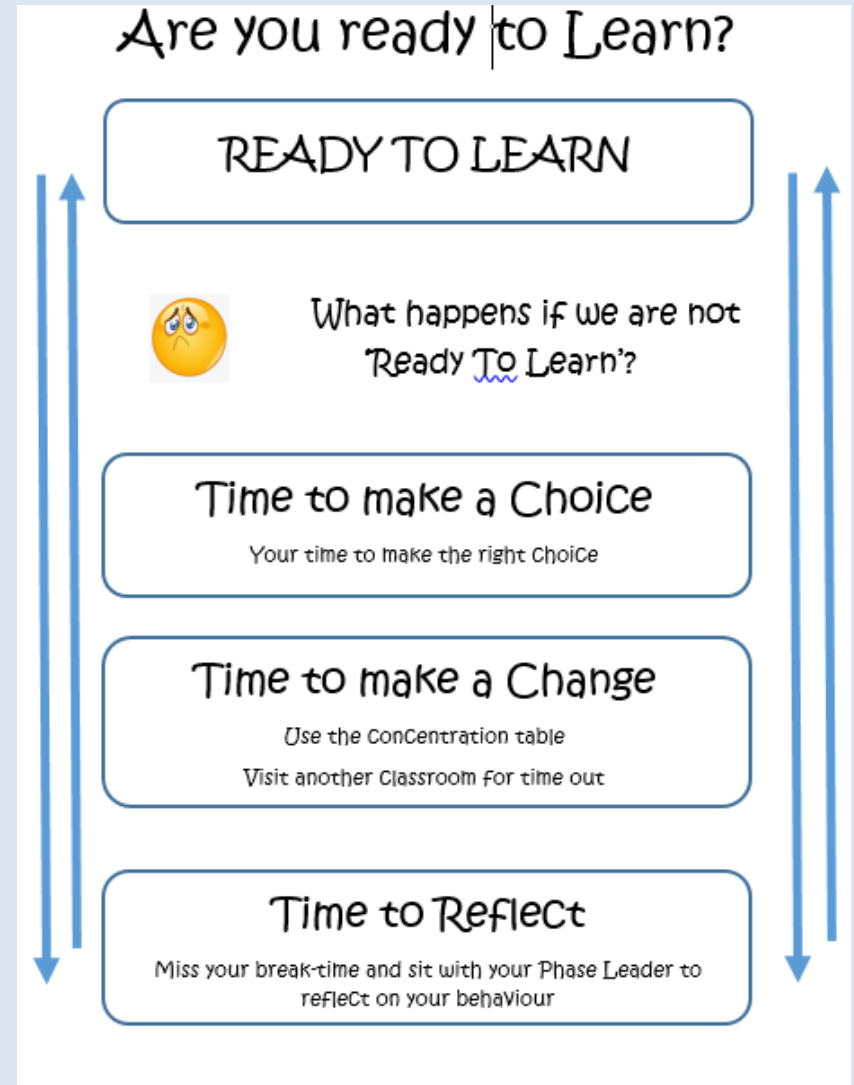 Are you ready to Learn?
READY TO LEARN
What happens if we are not
'Ready To Learn'?
Time to make a Choice
Your time to make the right choice
Time to make a Change
Use the concentration table
Visit another classroom for time out
Time to Reflect
Miss your break-time and sit with your Phase Leader to
reflect on your behaviour